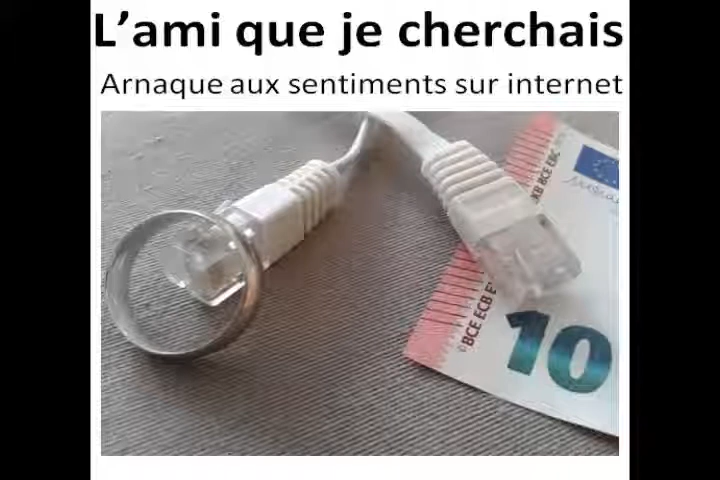 L’ami que je cherchais
Arnaque aux sentiments sur internet
BCE ECB
10